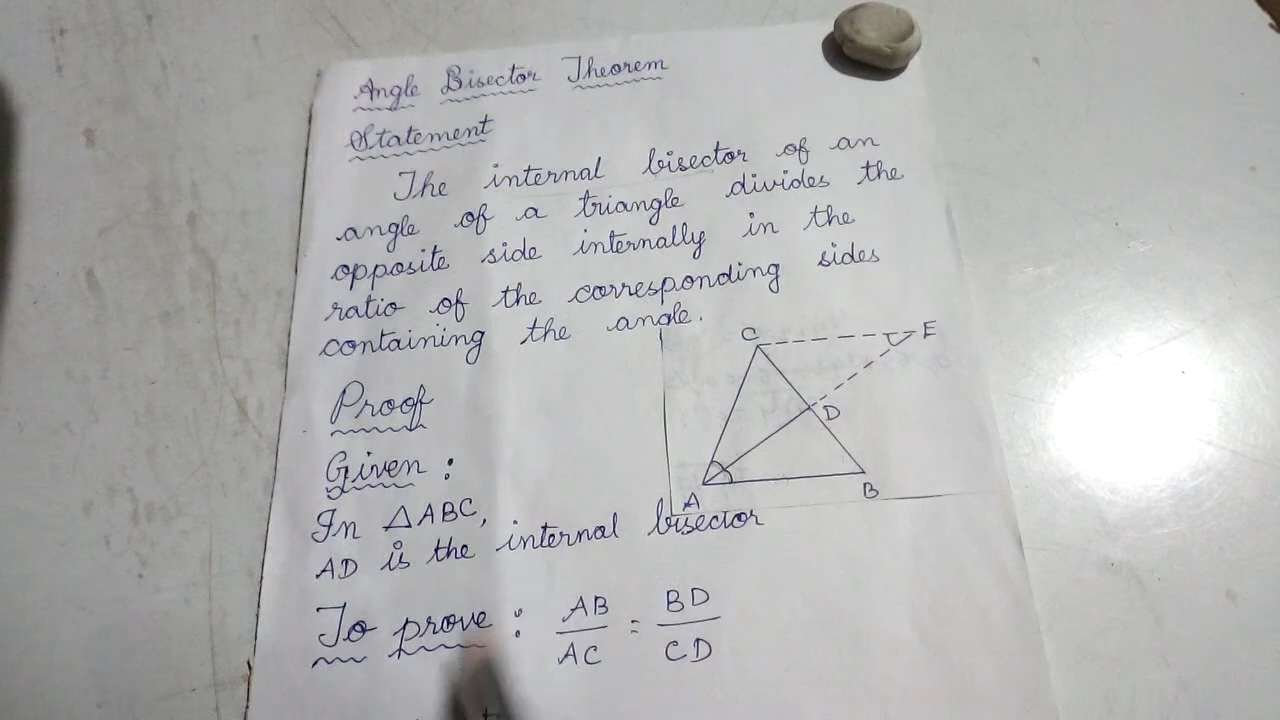 Angle Bisector Theorem
Statement
The internal bisector of an
angle of a triangle divides the
opposite side internally in the
ratio of the corresponding sides
containing the angle.
C E
D
A B
Proof
Given :
In △ABC,
AD is the internal bisector
To prove : AB/AC = BD/CD